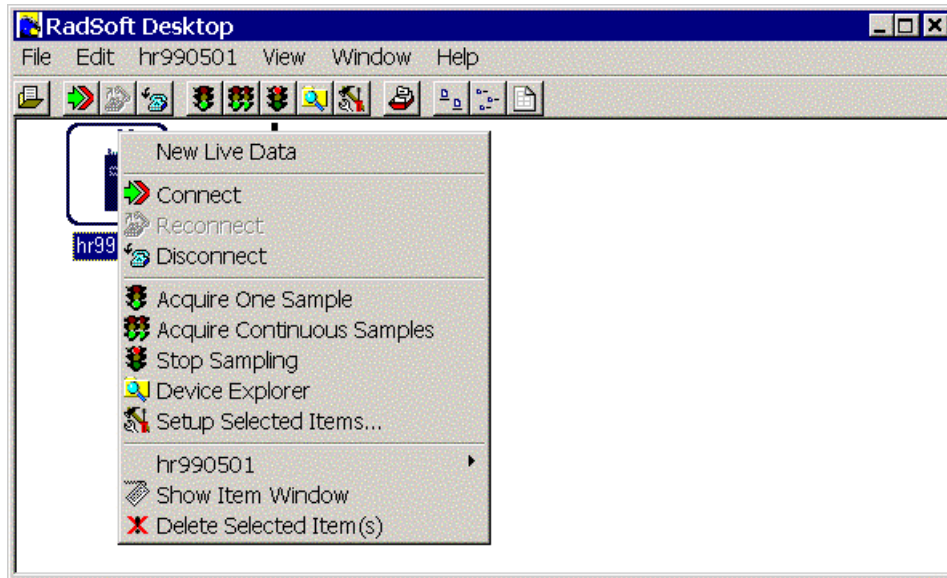 RadSoft Desktop
File Edit hr990501 View Window Help
New Live Data
Connect
Reconnect
hr99
Disconnect
Acquire One Sample
Acquire Continuous Samples
Stop Sampling
Device Explorer
Setup Selected Items...
hr990501
Show Item Window
Delete Selected Item(s)